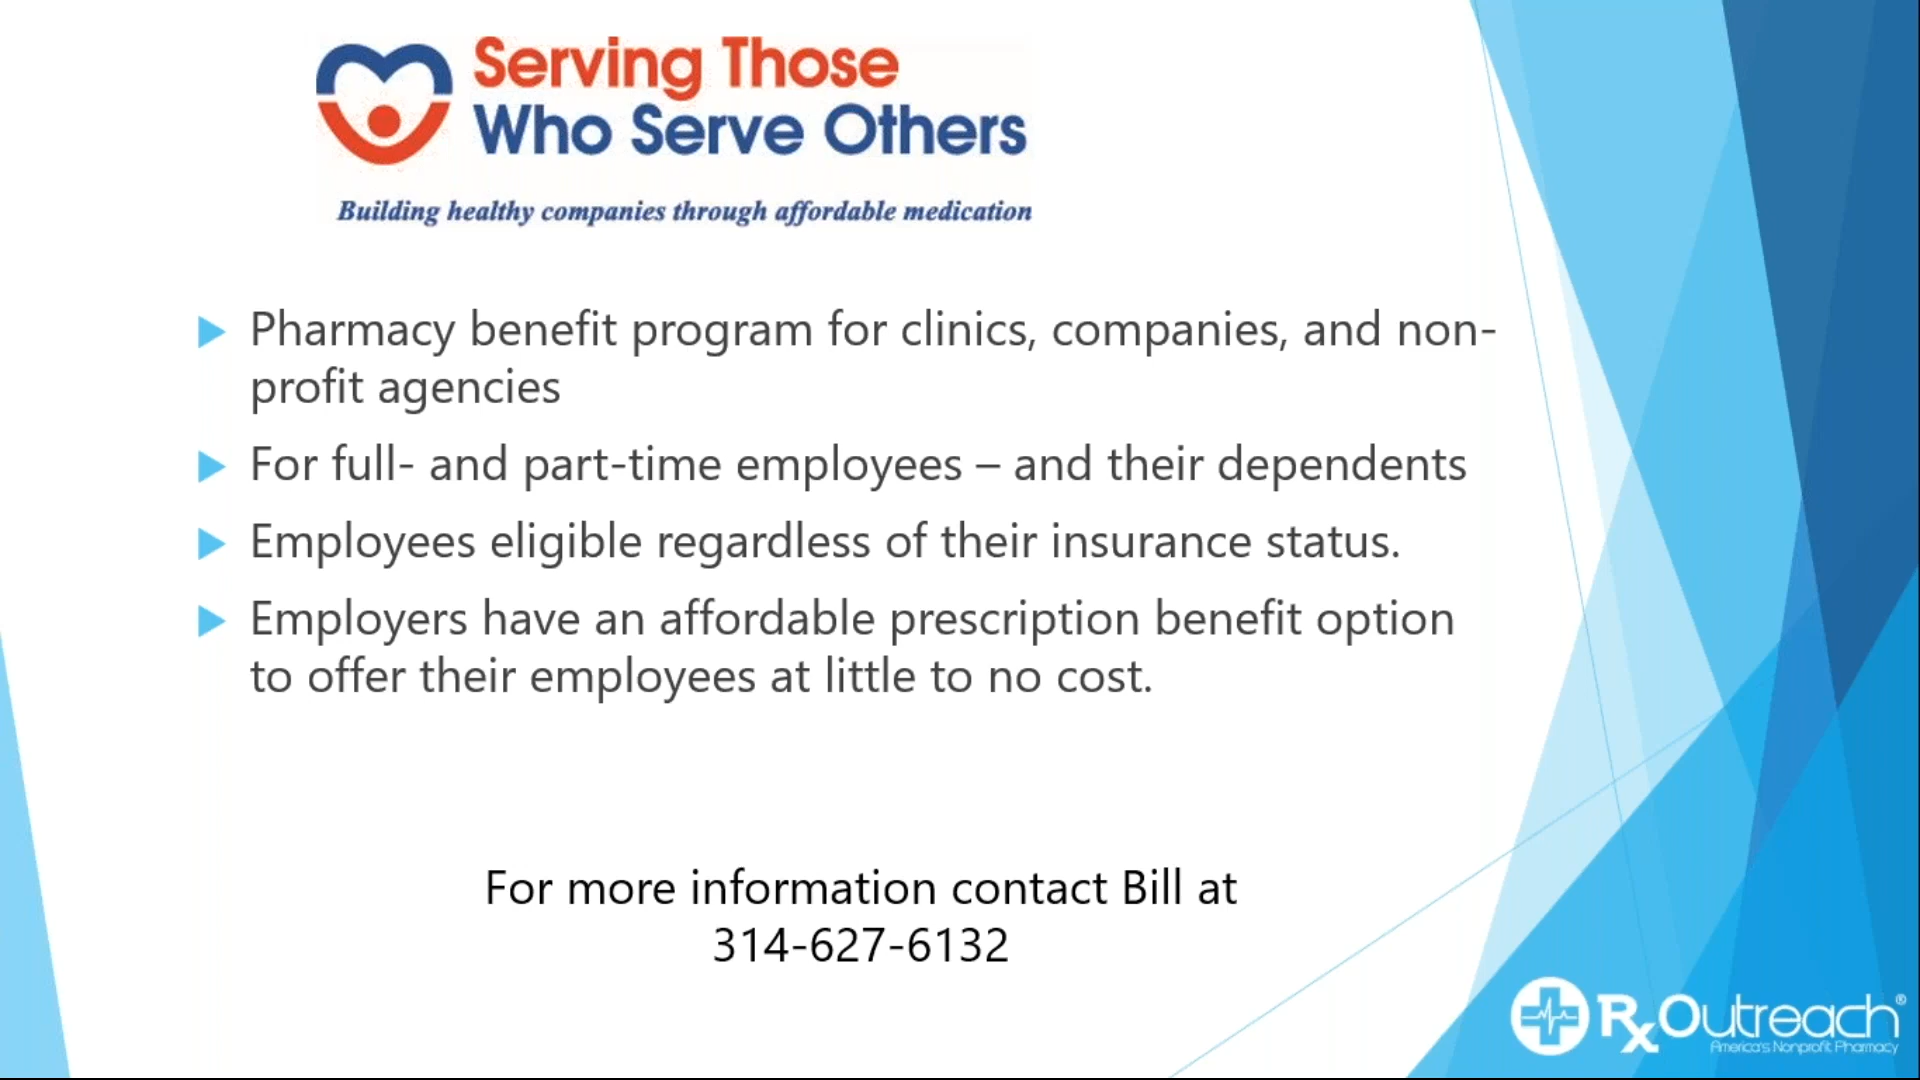 Serving Those
Who Serve Others
Building healthy companies through affordable medication
Pharmacy benefit program for clinics, companies, and non-
profit agencies
For full- and part-time employees – and their dependents
Employees eligible regardless of their insurance status.
Employers have an affordable prescription benefit option
to offer their employees at little to no cost.
For more information contact Bill at
314-627-6132
RxOutreach®
America's Nonprofit Pharmacy